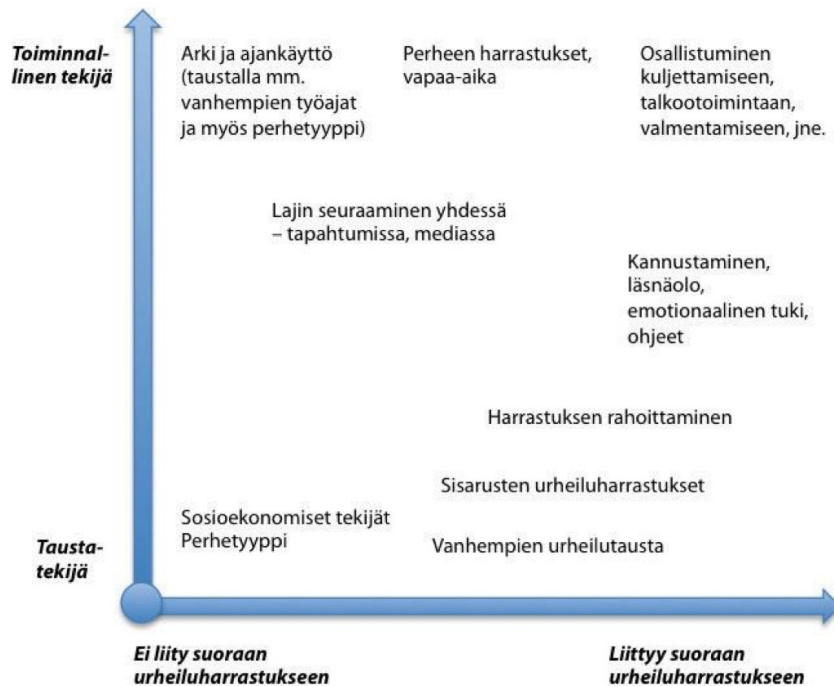 Toiminnal-
linen tekijä
Arki ja ajankäyttö
(taustalla mm.
vanhempien työajat
ja myös perhetyyppi)
Perheen harrastukset,
vapaa-aika
Osallistuminen
kuljettamiseen,
talkootoimintaan,
valmentamiseen, jne.
Lajin seuraaminen yhdessä
– tapahtumissa, mediassa
Kannustaminen,
läsnäolo,
emotionaalinen tuki,
ohjeet
Harrastuksen rahoittaminen
Sisarusten urheiluharrastukset
Sosioekonomiset tekijät
Perhetyyppi
Vanhempien urheilutausta
Tausta-
tekijä
Ei liity suoraan
urheiluharrastukseen
Liittyy suoraan
urheiluharrastukseen